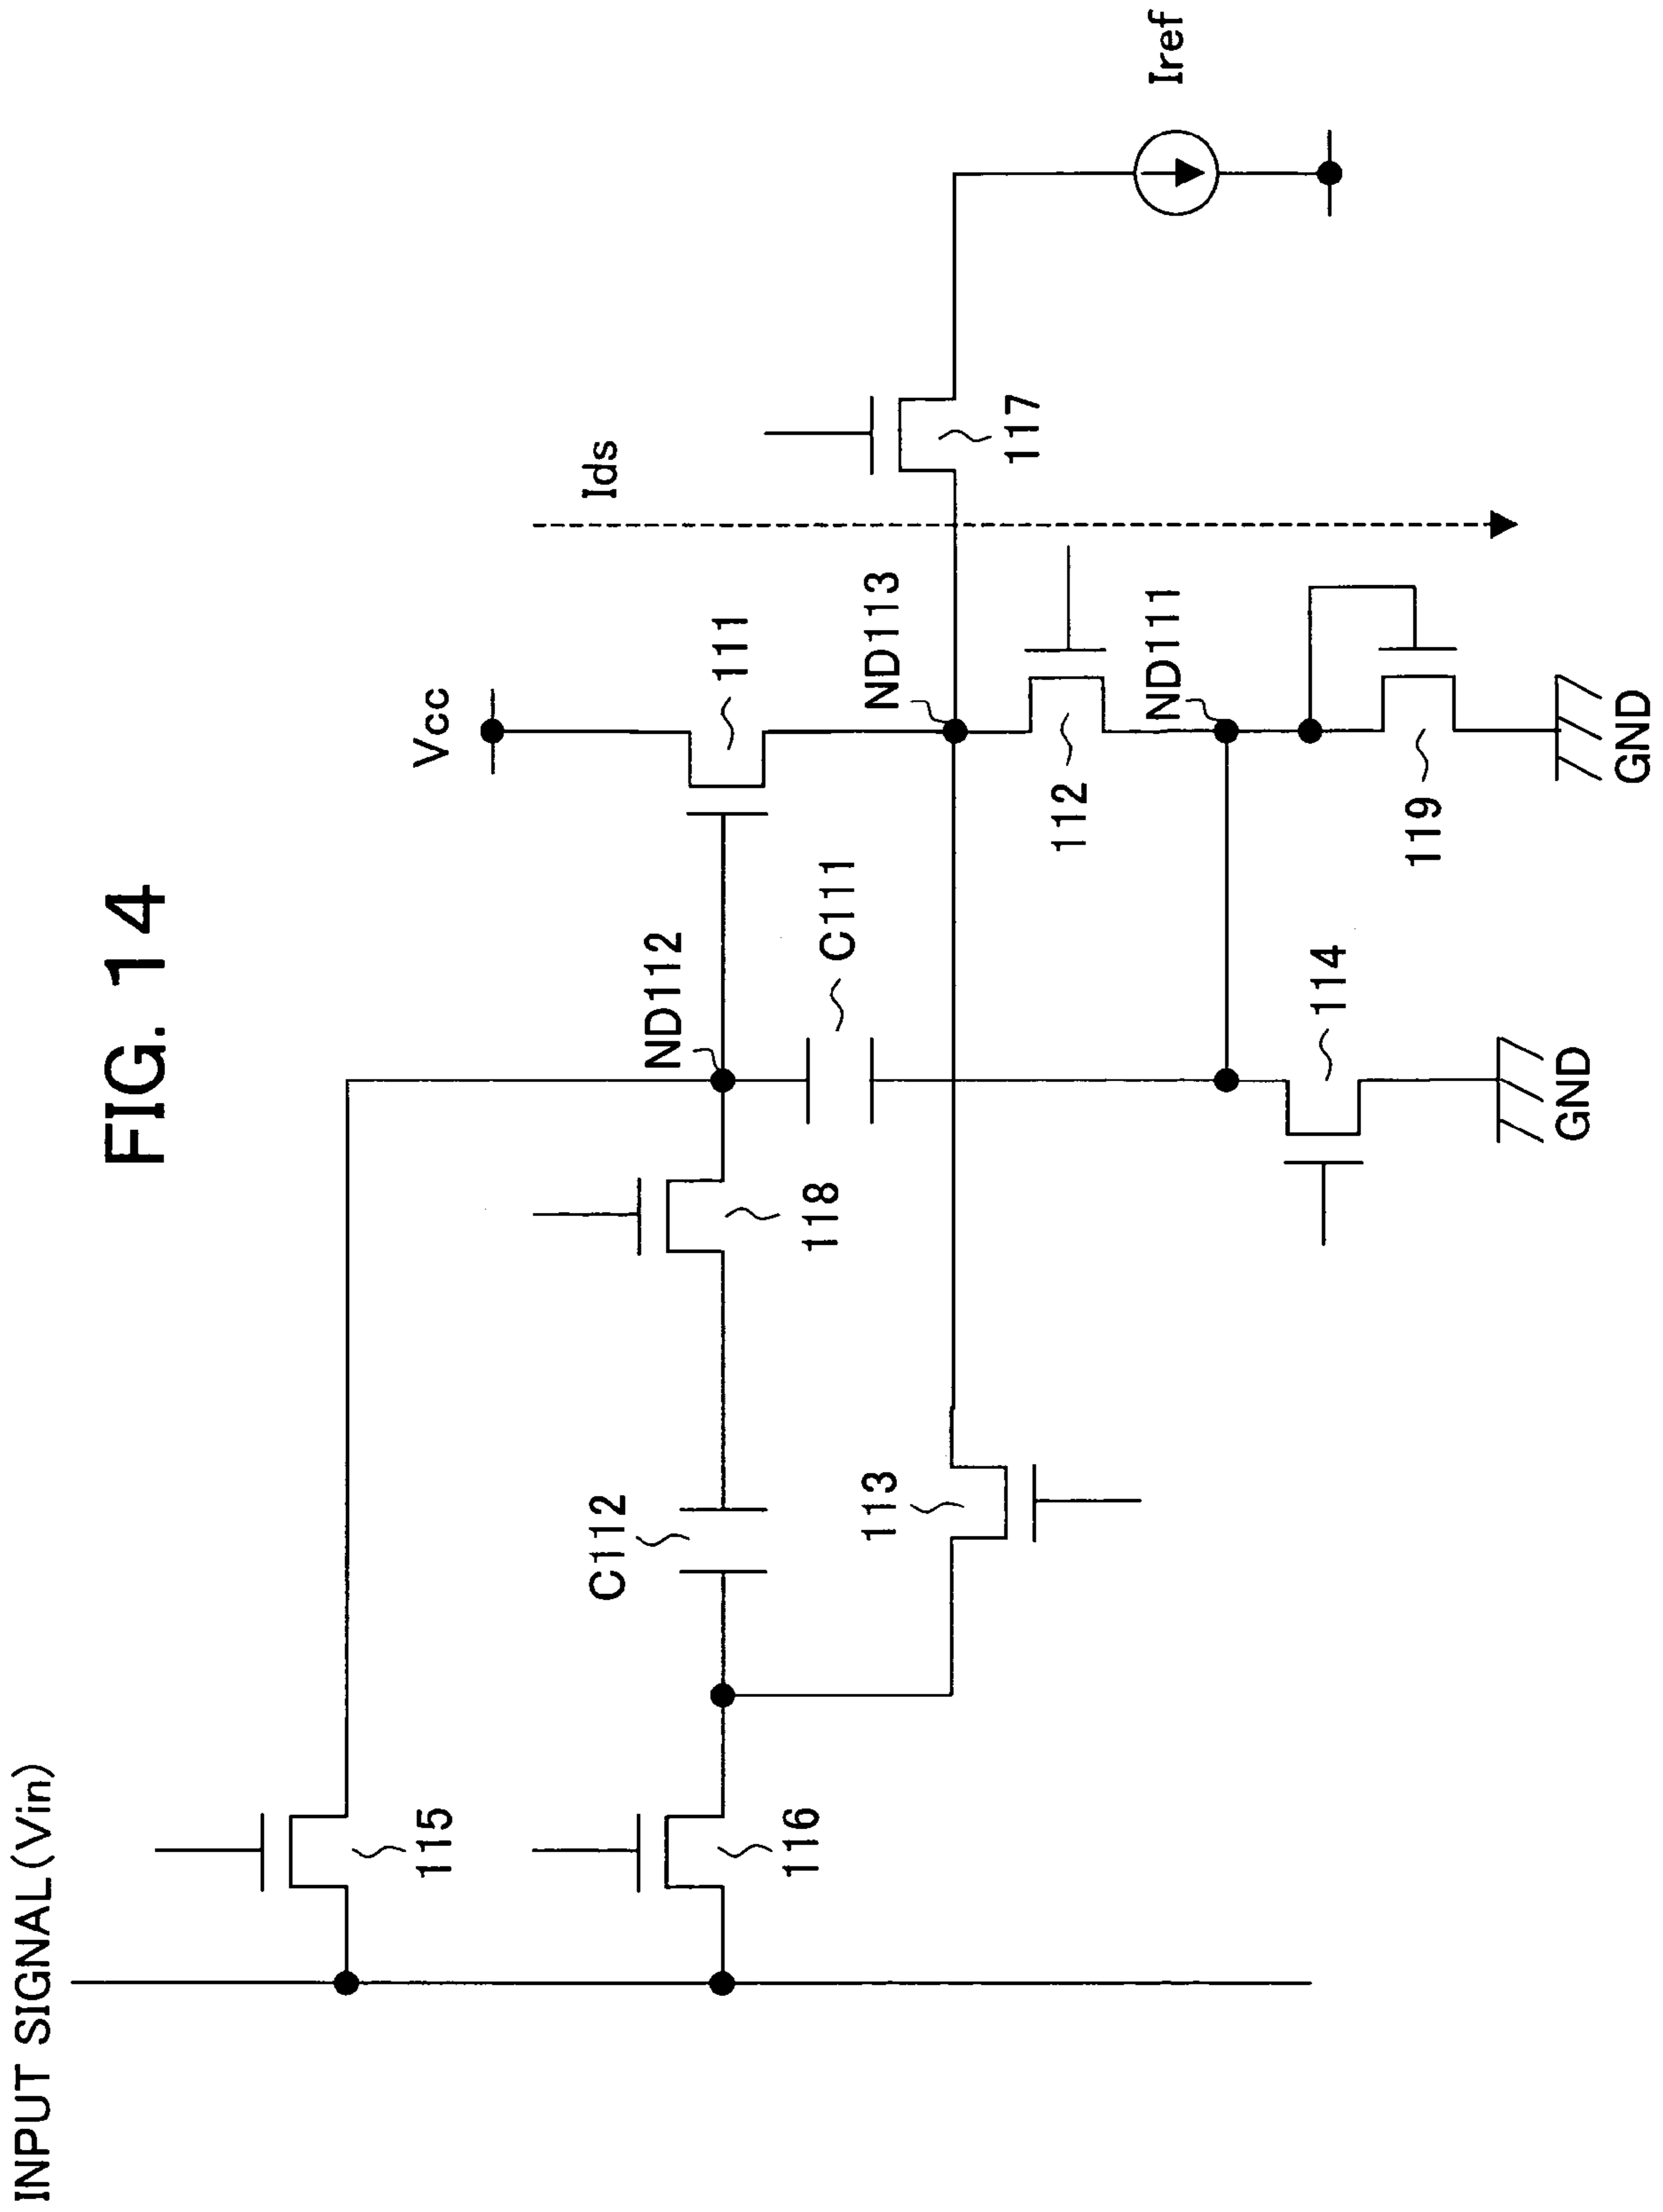 FIG. 14
INPUT SIGNAL(Vin)
Vcc
Ids
Iref
115
ND112
111
C112
118
C111
ND113
117
116
113
112
ND111
114
119
GND
GND